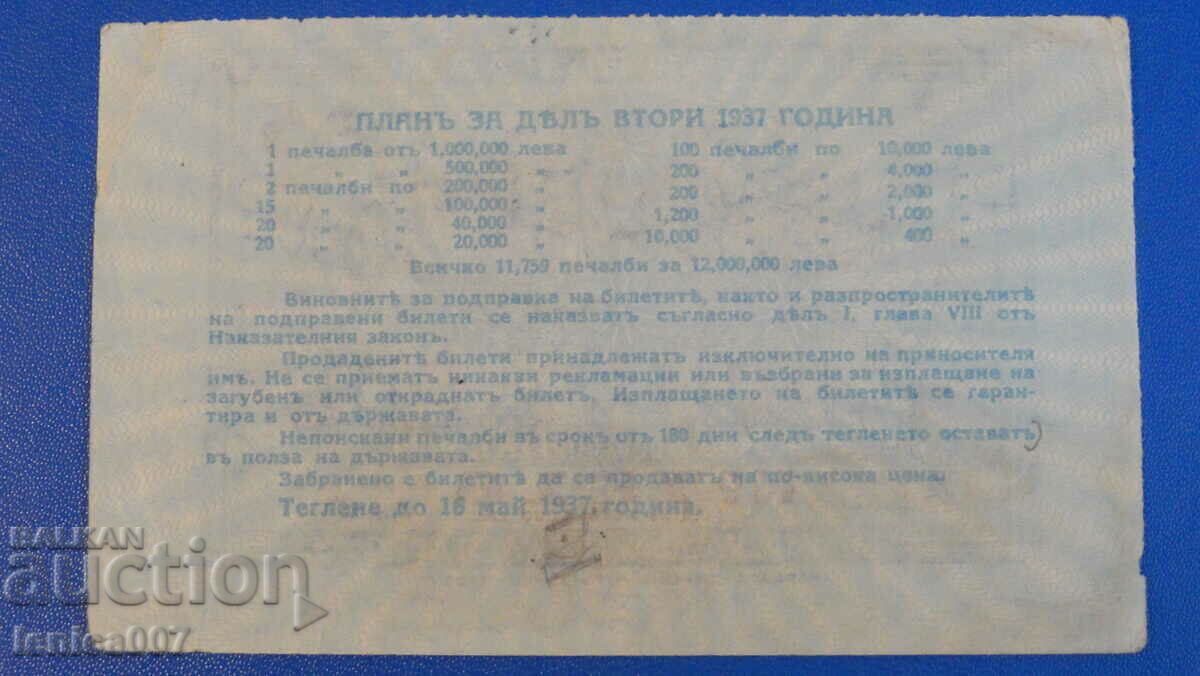 ПЛАНЪ ЗА ДѢЛЪ ВТОРИ 1937 ГОДИНА
1 печалба отъ 1,000,000 лева 100 печалби по 10,000 лева
1 „ „ 500,000 „ 200 „ „ 4,000 „
2 печалби по 200,000 „ 200 „ „ 2,000 „
15 „ „ 100,000 „ 1,200 „ „ 1,000 „
20 „ „ 40,000 „ 10,000 „ „ 400 „
20 „ „ 20,000 „
Всичко 11,759 печалби за 12,000,000 лева
Виновнитѣ за подправка на билетитѣ, както и разпространителитѣ
на подправени билети се наказватъ съгласно дѣлъ I, глава VIII отъ
Наказателния законъ.
Продаденитѣ билети принадлежатъ изключително на приносителя
имъ. Не се приематъ никакви рекламации или възбрани за изплащане на
загубенъ или откраднатъ билетъ. Изплащането на билетитѣ се гаран-
тира и отъ държавата.
Непоискани печалби въ срокъ отъ 180 дни следъ тегленето оставатъ
въ полза на държавата.
Забранено е билетитѣ да се продаватъ на по-висока цена.
Теглене до 16 май 1937 година.
BALKAN
auction
lenica007